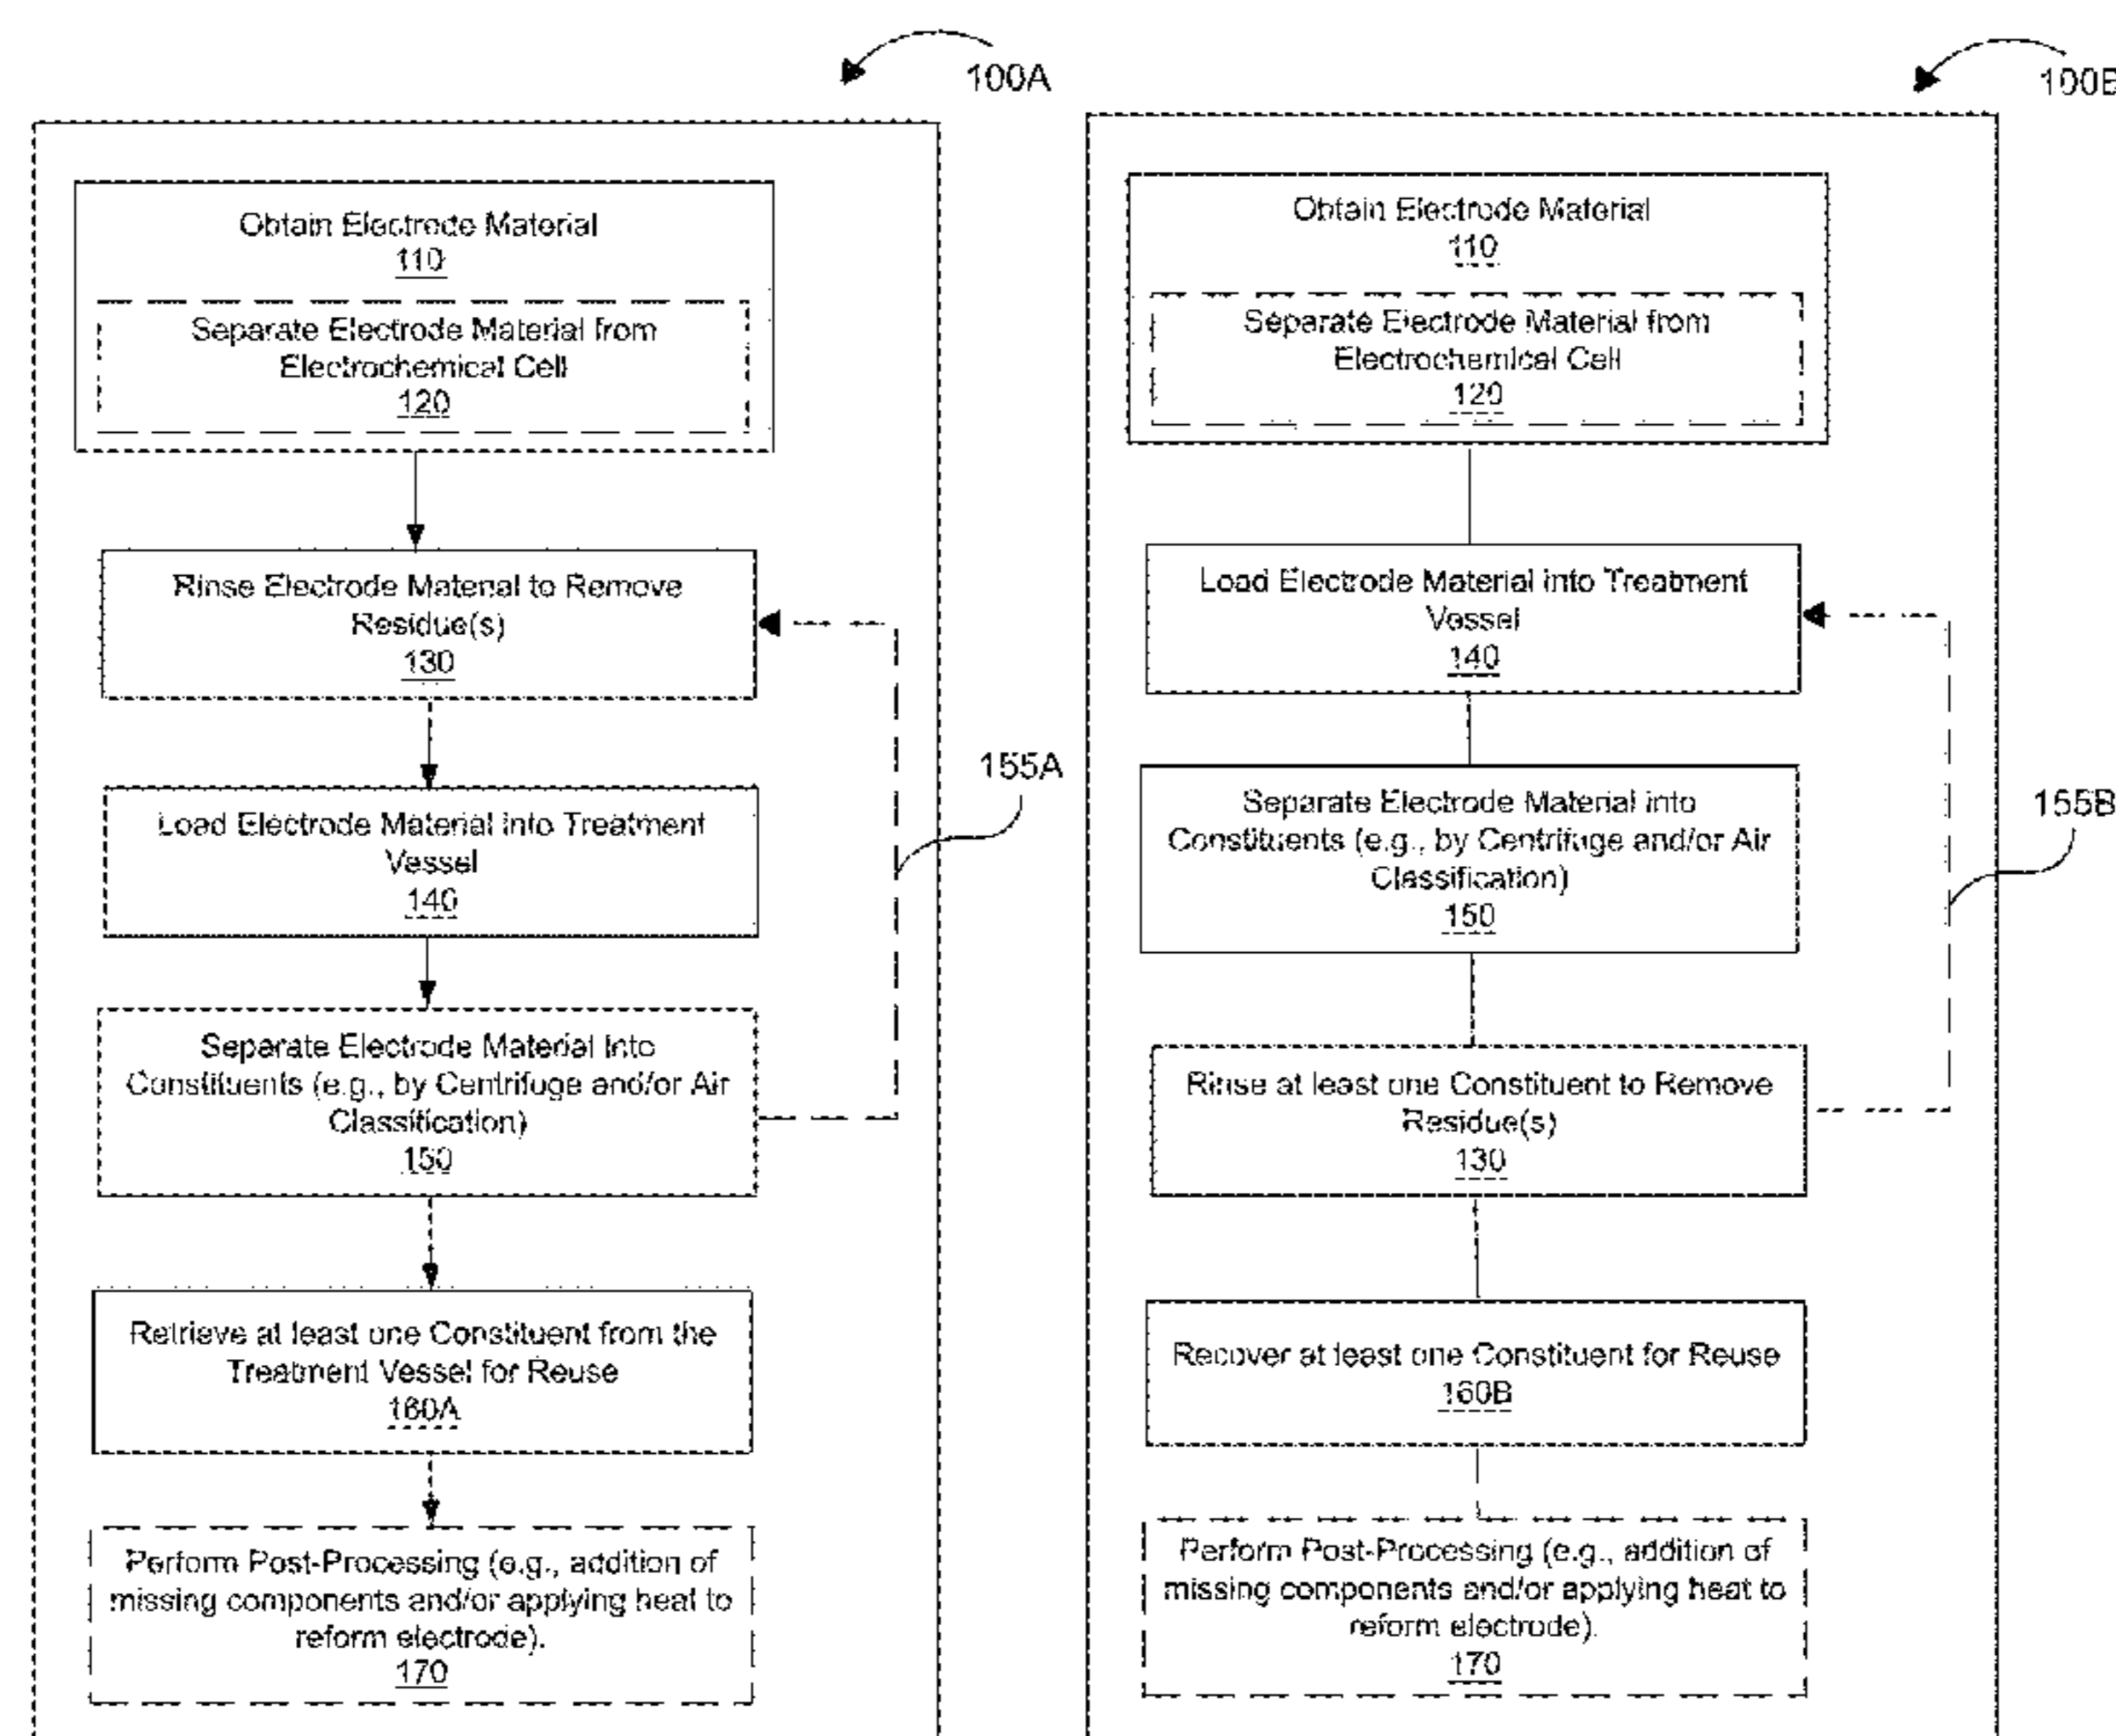 100A
Obtain Electrode Material
110
Separate Electrode Material from
Electrochemical Cell
120
Rinse Electrode Material to Remove
Residue(s)
130
Load Electrode Material into Treatment
Vessel
140
155A
Separate Electrode Material into
Constituents (e.g., by Centrifuge and/or Air
Classification)
150
Retrieve at least one Constituent from the
Treatment Vessel for Reuse
160A
Perform Post-Processing (e.g., addition of
missing components and/or applying heat to
reform electrode).
170
100B
Obtain Electrode Material
110
Separate Electrode Material from
Electrochemical Cell
120
Load Electrode Material into Treatment
Vessel
140
Separate Electrode Material into
Constituents (e.g., by Centrifuge and/or Air
Classification)
150
155B
Rinse at least one Constituent to Remove
Residue(s)
130
Recover at least one Constituent for Reuse
160B
Perform Post-Processing (e.g., addition of
missing components and/or applying heat to
reform electrode).
170